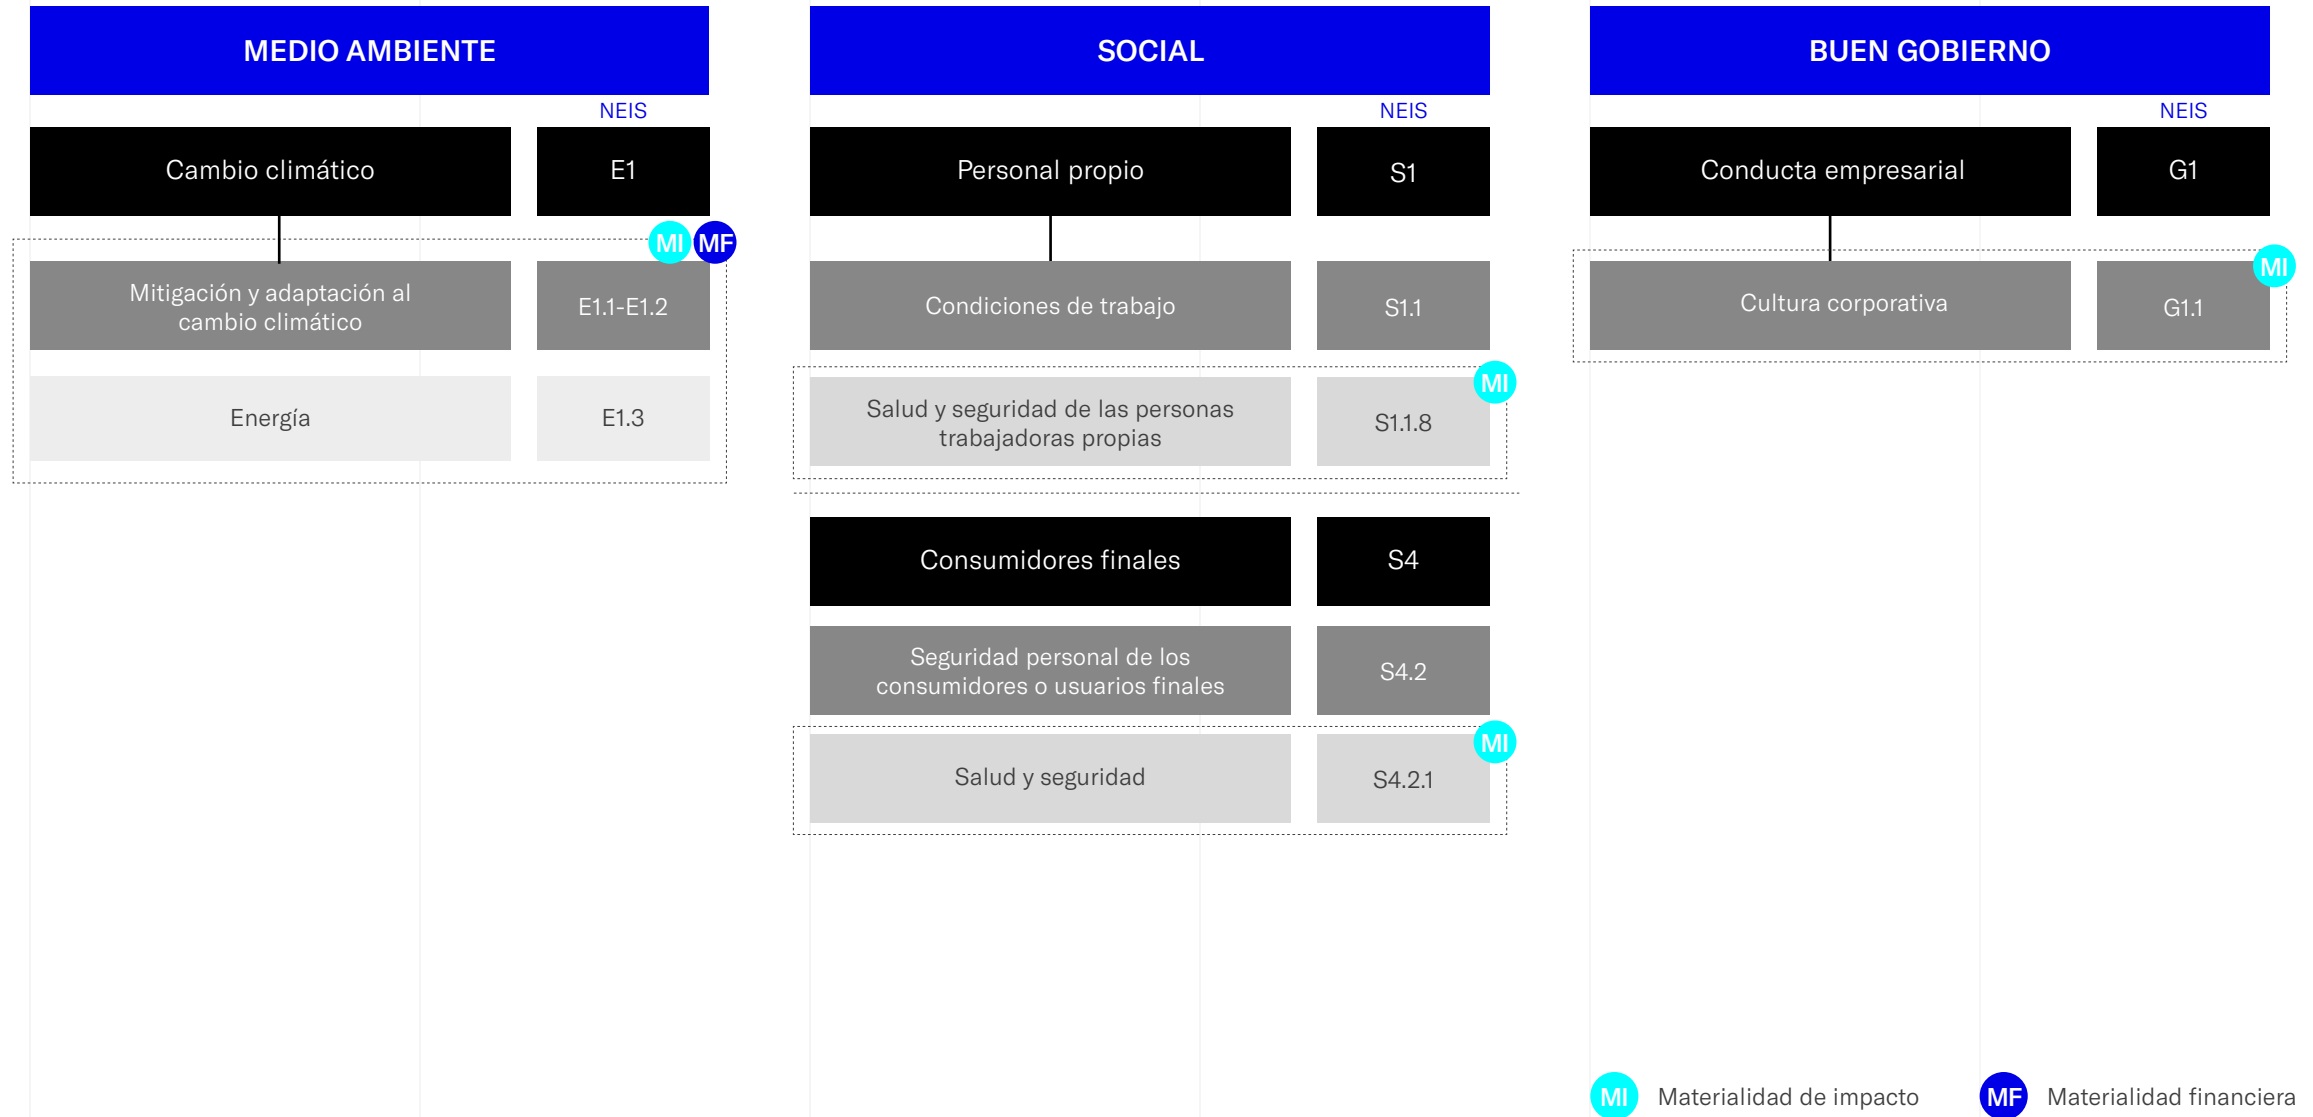 MEDIO AMBIENTE
NEIS
Cambio climático
E1
MI
MF
Mitigación y adaptación al
cambio climático
E1.1-E1.2
Energía
E1.3
SOCIAL
NEIS
Personal propio
S1
Condiciones de trabajo
S1.1
MI
Salud y seguridad de las personas
trabajadoras propias
S1.1.8
Consumidores finales
S4
Seguridad personal de los
consumidores o usuarios finales
S4.2
MI
Salud y seguridad
S4.2.1
BUEN GOBIERNO
NEIS
Conducta empresarial
G1
MI
Cultura corporativa
G1.1
MI Materialidad de impacto
MF Materialidad financiera